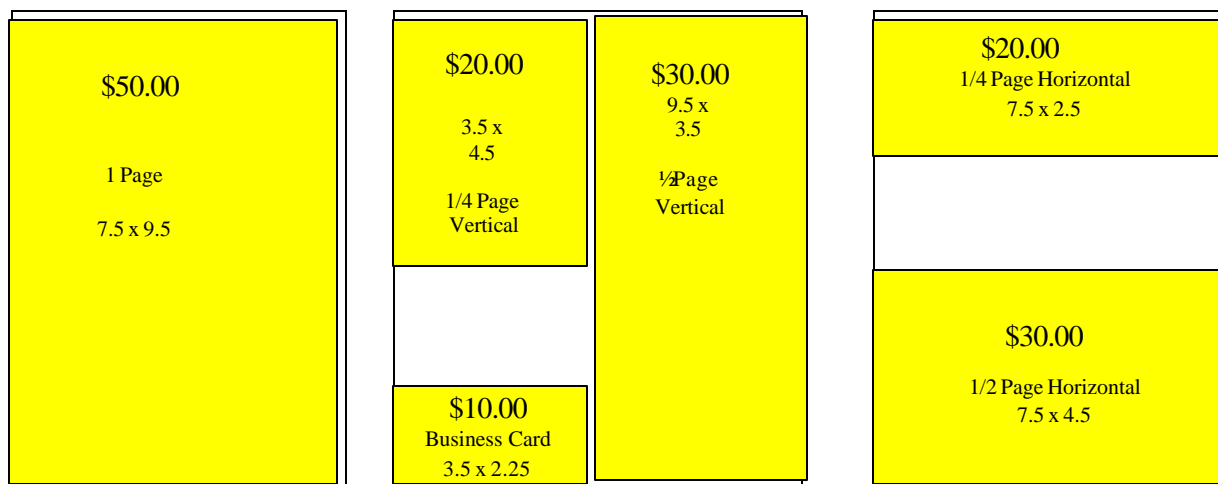 $50.00
1 Page
7.5 x 9.5
$20.00
3.5 x
4.5
1/4 Page
Vertical
$10.00
Business Card
3.5 x 2.25
$30.00
9.5 x
3.5
½Page
Vertical
$20.00
1/4 Page Horizontal
7.5 x 2.5
$30.00
1/2 Page Horizontal
7.5 x 4.5